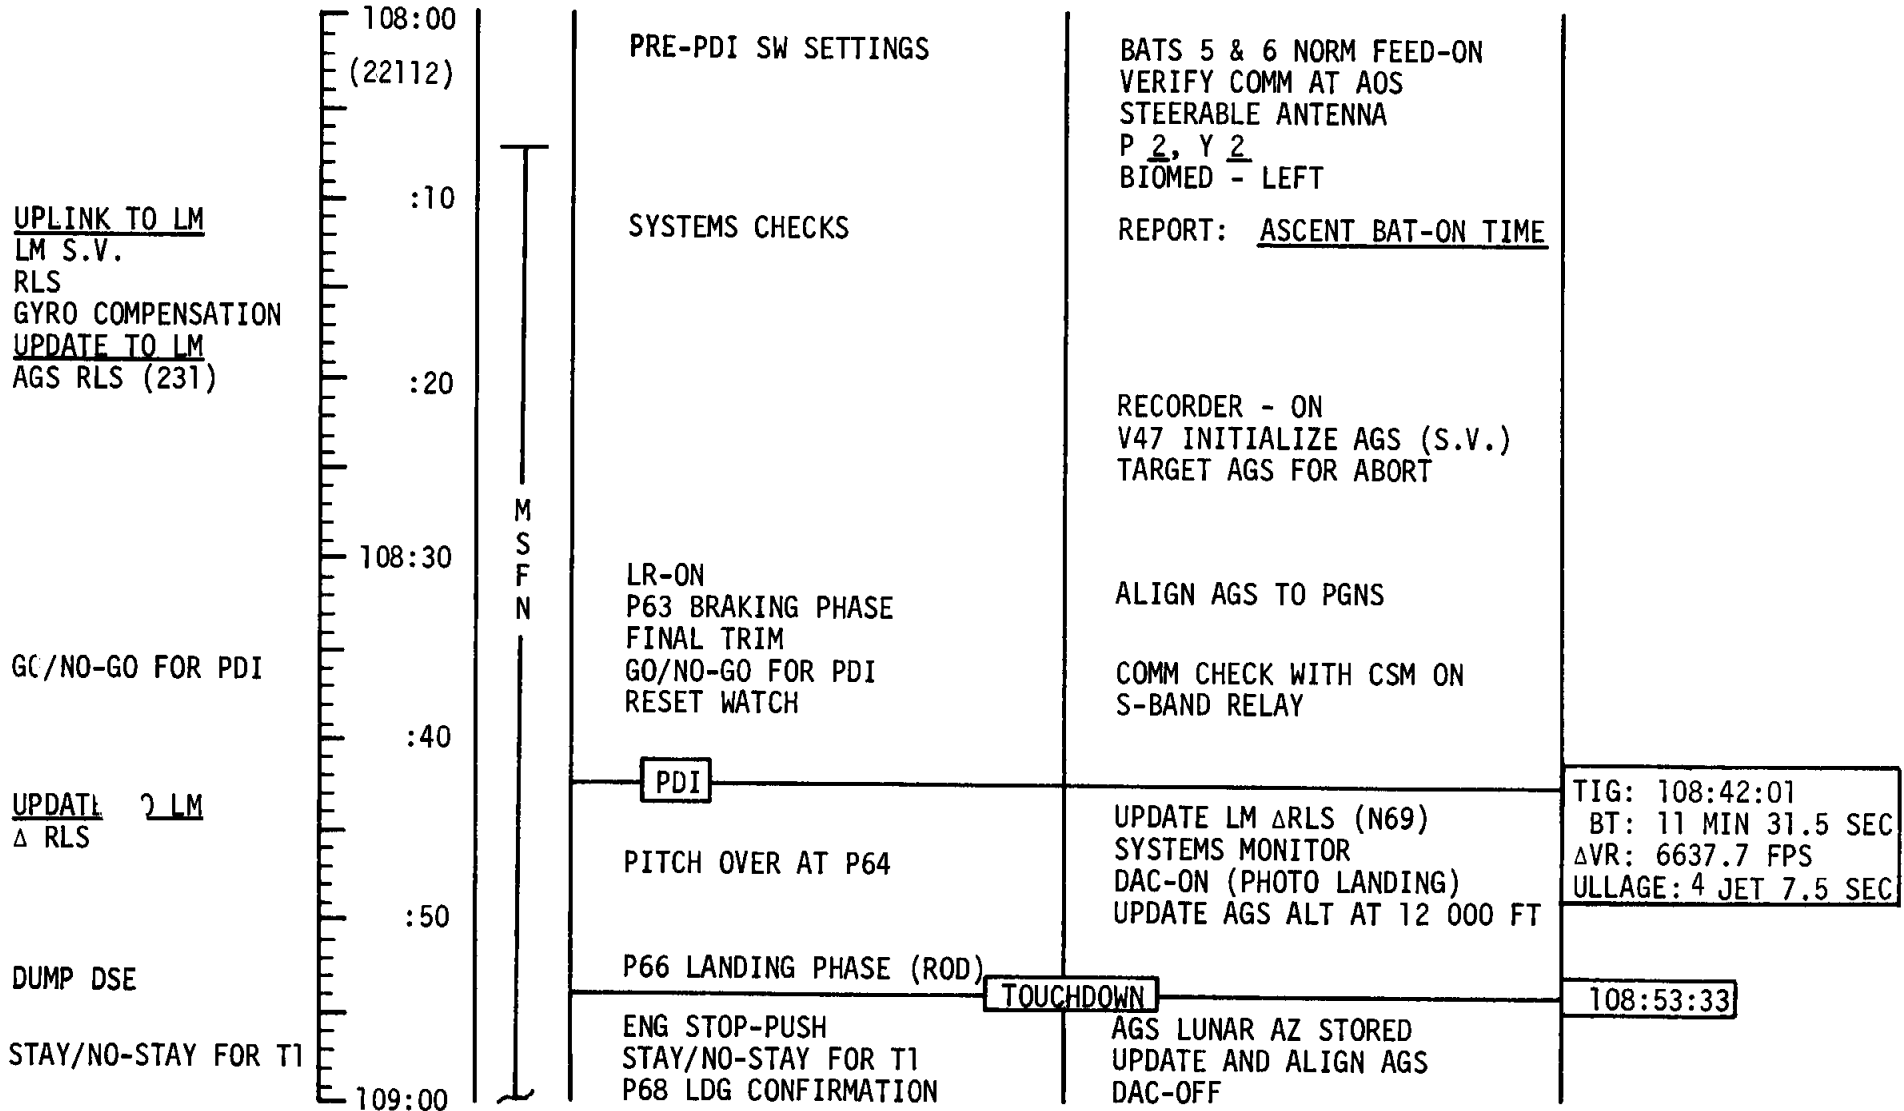 108:00
(22112)
:10
:20
108:30
:40
:50
109:00
UPLINK TO LM
LM S.V.
RLS
GYRO COMPENSATION
UPDATE TO LM
AGS RLS (231)
GO/NO-GO FOR PDI
LM
Δ RLS
DUMP DSE
STAY/NO-STAY FOR T1
MSFN
PRE-PDI SW SETTINGS
SYSTEMS CHECKS
LR-ON
P63 BRAKING PHASE
FINAL TRIM
GO/NO-GO FOR PDI
RESET WATCH
PDI
PITCH OVER AT P64
P66 LANDING PHASE (ROD)
TOUCHDOWN
ENG STOP-PUSH
STAY/NO-STAY FOR T1
P68 LDG CONFIRMATION
BATS 5 & 6 NORM FEED-ON
VERIFY COMM AT AOS
STEERABLE ANTENNA
P 2, Y 2
BIOMED - LEFT
REPORT: ASCENT BAT-ON TIME
RECORDER - ON
V47 INITIALIZE AGS (S.V.)
TARGET AGS FOR ABORT
ALIGN AGS TO PGNS
COMM CHECK WITH CSM ON
S-BAND RELAY
UPDATE LM ΔRLS (N69)
SYSTEMS MONITOR
DAC-ON (PHOTO LANDING)
UPDATE AGS ALT AT 12 000 FT
AGS LUNAR AZ STORED
UPDATE AND ALIGN AGS
DAC-OFF
TIG: 108:42:01
BT: 11 MIN 31.5 SEC
ΔVR: 6637.7 FPS
ULLAGE: 4 JET 7.5 SEC
108:53:33